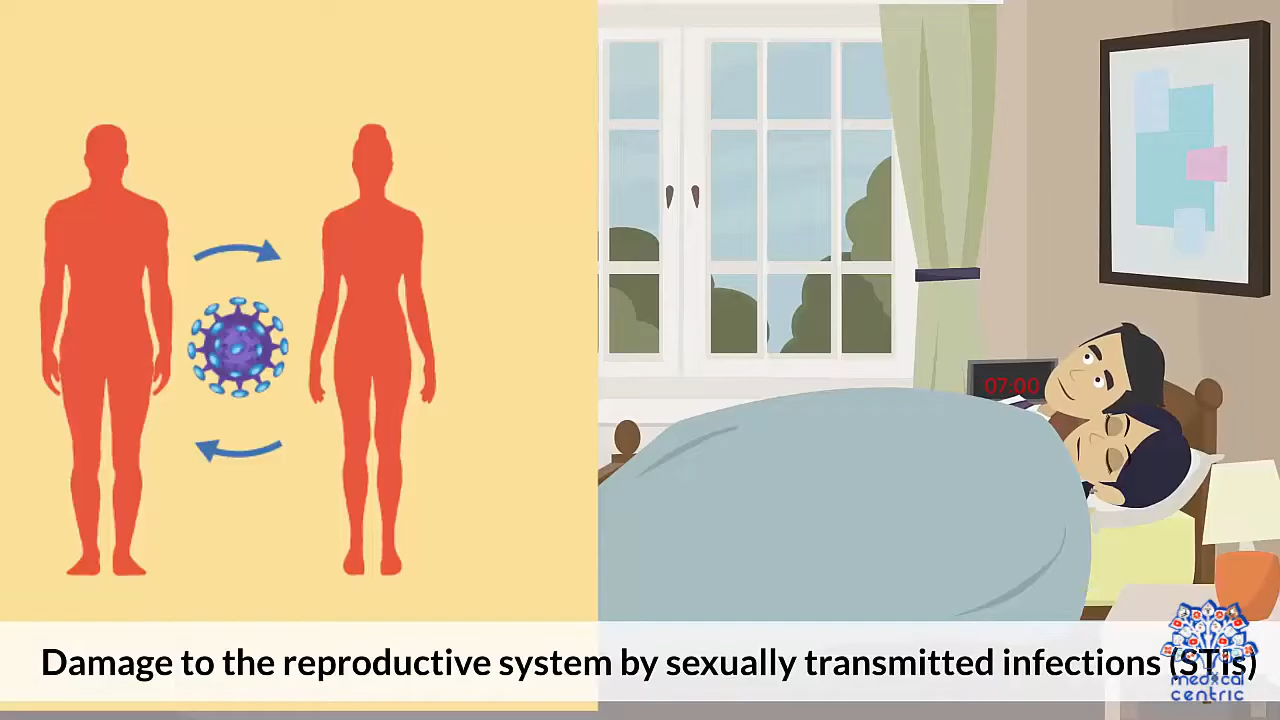 07:00
Damage to the reproductive system by sexually transmitted infections (STIs)
medical
centric